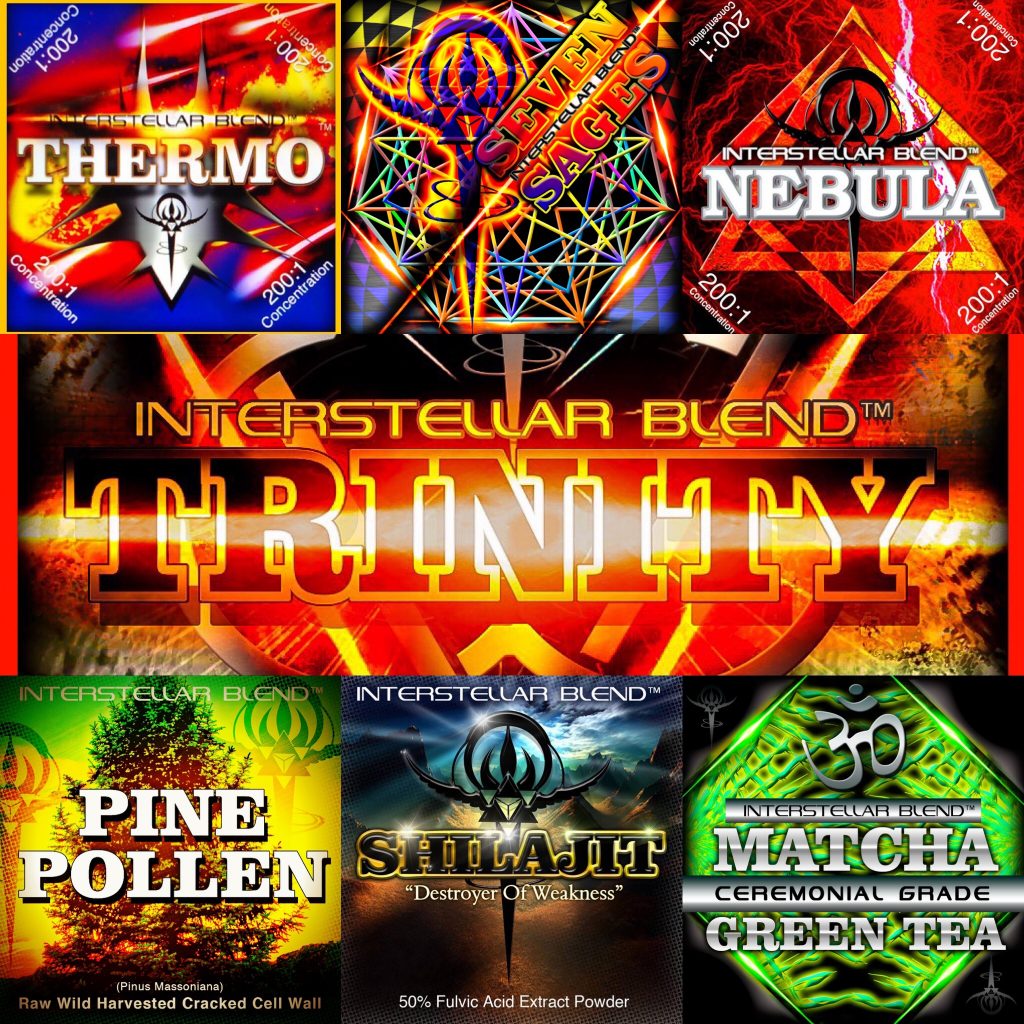 200:1
Concentration
200:1
Concentration
INTERSTELLAR BLEND™
THERMO™
200:1
Concentration
200:1
Concentration
SEVEN
INTERSTELLAR BLEND™
SAGES
200:1
Concentration
200:1
Concentration
INTERSTELLAR BLEND™
NEBULA
200:1
Concentration
200:1
Concentration
INTERSTELLAR BLEND™
TRINITY
INTERSTELLAR BLEND™
PINE
POLLEN
(Pinus Massoniana)
Raw Wild Harvested Cracked Cell Wall
INTERSTELLAR BLEND™
SHILAJIT
“Destroyer Of Weakness”
50% Fulvic Acid Extract Powder
ॐ
INTERSTELLAR BLEND™
MATCHA
CEREMONIAL GRADE
GREEN TEA